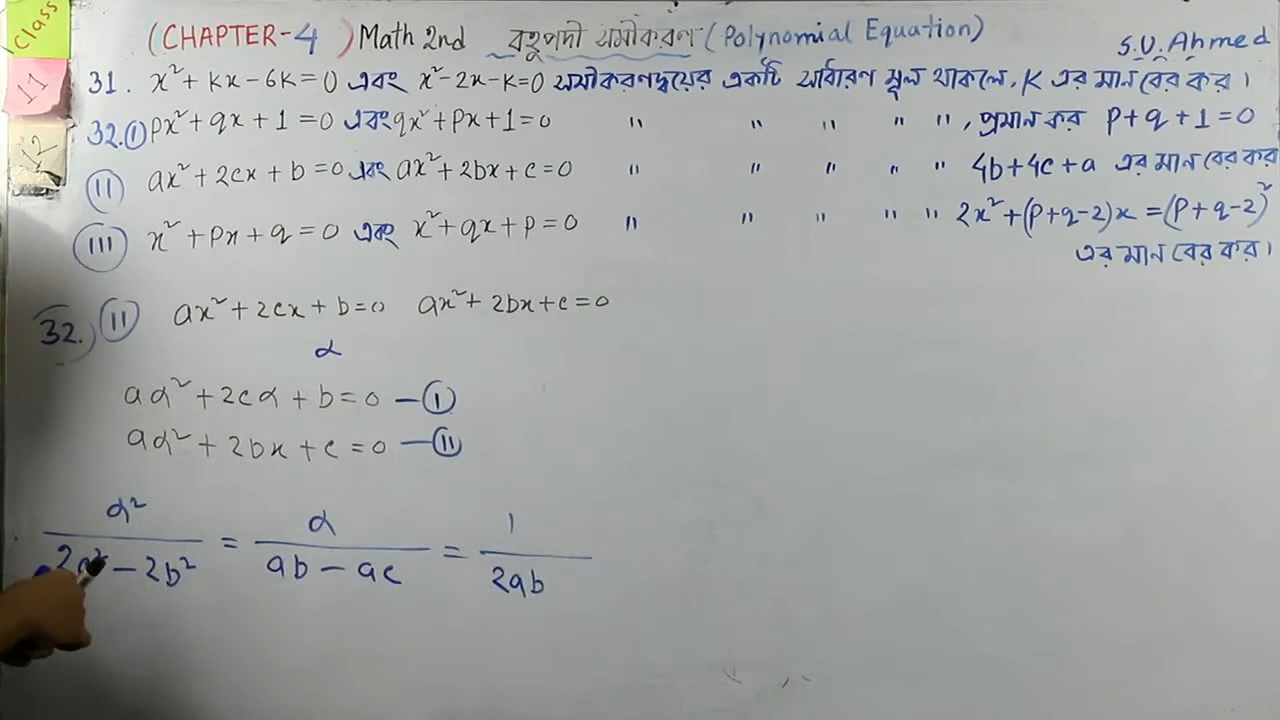 Class
11
12
(CHAPTER-4) Math 2nd বহুপদী সমীকরণ (Polynomial Equation)
S.U.Ahmed
31. x²+kx-6k=0 এবং x²-2x-k=0 সমীকরণদ্বয়ের একটি সাধারণ মূল থাকলে, K এর মান বের কর।
32.(i) px²+qx+1=0 এবং qx²+px+1=0 " " " " ", প্রমান কর p+q+1=0
(ii) ax²+2cx+b=0 এবং ax²+2bx+c=0 " " " " " 4b+4c+a এর মান বের কর
(iii) x²+px+q=0 এবং x²+qx+p=0 " " " " " 2x²+(p+q-2)x=(p+q-2)²
এর মান বের কর।
32. (ii) ax²+2cx+b=0 ax²+2bx+c=0
α
aα²+2cα+b=0 —(i)
aα²+2bx+c=0 —(ii)
α²/(2c²-2b²) = α/(ab-ac) = 1/2ab